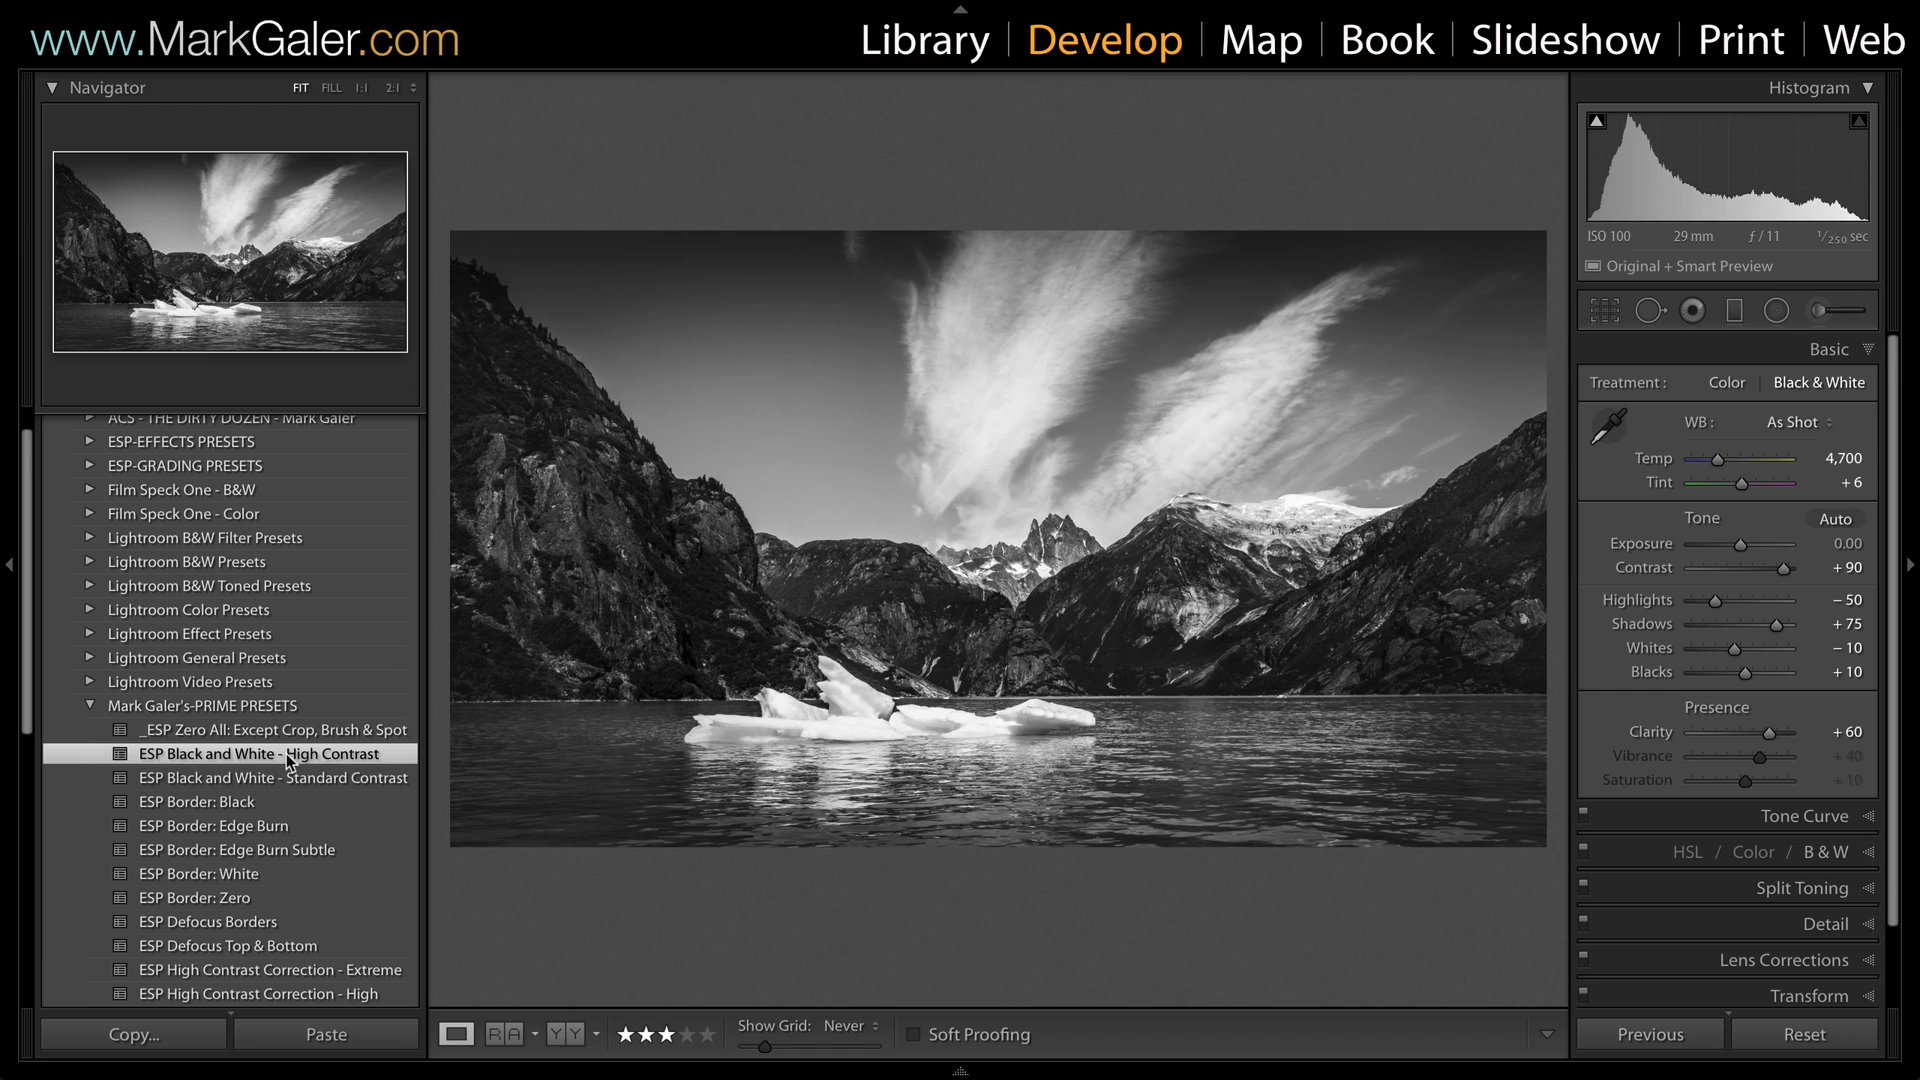 www.MarkGaler.com
Library | Develop | Map | Book | Slideshow | Print | Web
Navigator FIT FILL 1:1 2:1
ACS - THE DIRTY DOZEN - Mark Galer
ESP-EFFECTS PRESETS
ESP-GRADING PRESETS
Film Speck One - B&W
Film Speck One - Color
Lightroom B&W Filter Presets
Lightroom B&W Presets
Lightroom B&W Toned Presets
Lightroom Color Presets
Lightroom Effect Presets
Lightroom General Presets
Lightroom Video Presets
Mark Galer's-PRIME PRESETS
_ESP Zero All: Except Crop, Brush & Spot
ESP Black and White - High Contrast
ESP Black and White - Standard Contrast
ESP Border: Black
ESP Border: Edge Burn
ESP Border: Edge Burn Subtle
ESP Border: White
ESP Border: Zero
ESP Defocus Borders
ESP Defocus Top & Bottom
ESP High Contrast Correction - Extreme
ESP High Contrast Correction - High
Copy... Paste
R A Y Y Show Grid: Never Soft Proofing
Histogram
ISO 100 29 mm ƒ / 11 1/250 sec
Original + Smart Preview
Basic
Treatment : Color | Black & White
WB : As Shot
Temp 4,700
Tint + 6
Tone Auto
Exposure 0.00
Contrast + 90
Highlights – 50
Shadows + 75
Whites – 10
Blacks + 10
Presence
Clarity + 60
Vibrance + 40
Saturation + 10
Tone Curve
HSL / Color / B & W
Split Toning
Detail
Lens Corrections
Transform
Previous Reset